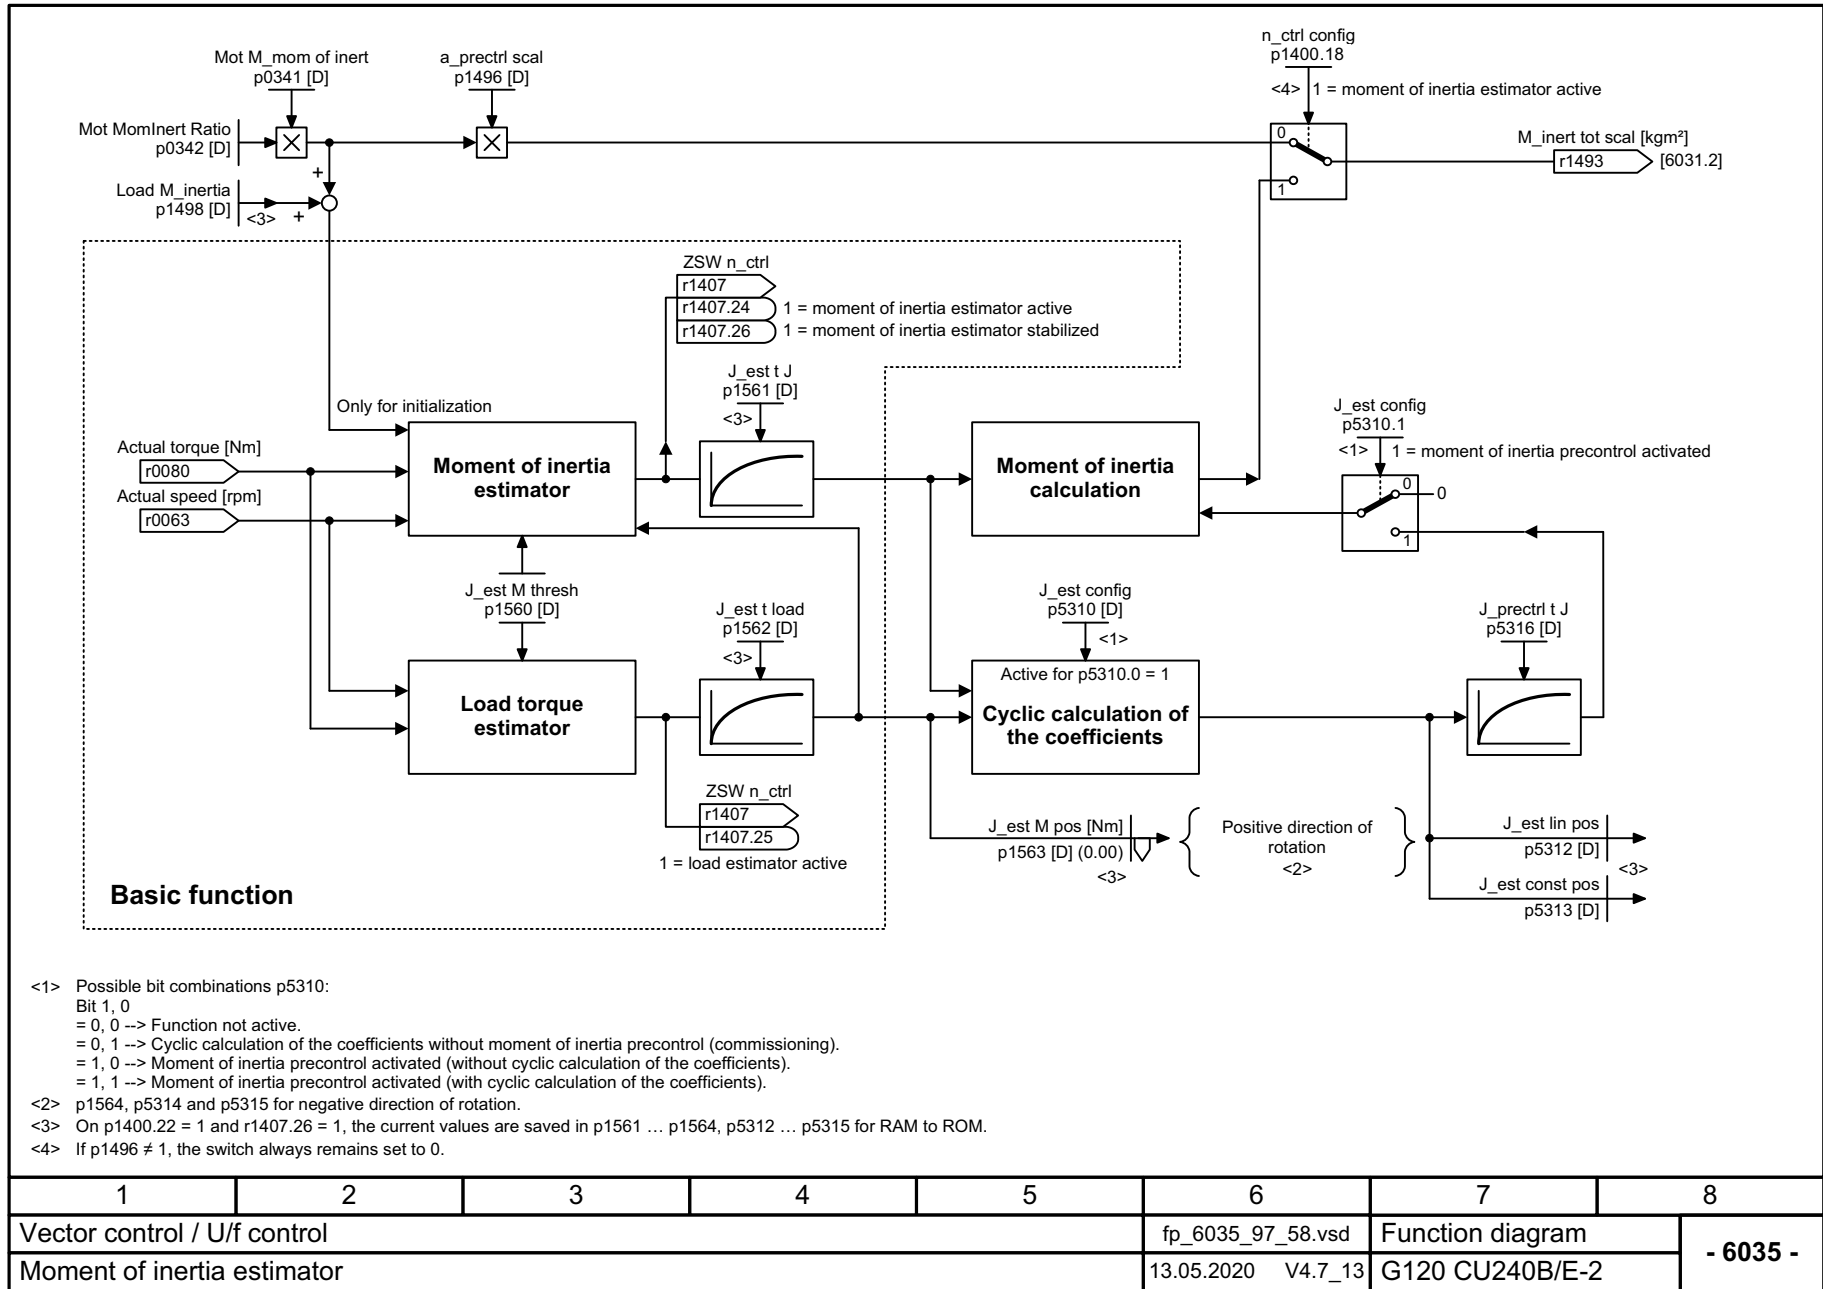 Mot M_mom of inert
p0341 [D]
a_prectrl scal
p1496 [D]
n_ctrl config
p1400.18
<4> 1 = moment of inertia estimator active
Mot MomInert Ratio
p0342 [D]
0
1
M_inert tot scal [kgm²]
r1493
[6031.2]
+
Load M_inertia
p1498 [D]
<3>
+
ZSW n_ctrl
r1407
r1407.24 1 = moment of inertia estimator active
r1407.26 1 = moment of inertia estimator stabilized
J_est t J
p1561 [D]
<3>
Only for initialization
Actual torque [Nm]
r0080
Actual speed [rpm]
r0063
Moment of inertia
estimator
Moment of inertia
calculation
J_est config
p5310.1
<1> 1 = moment of inertia precontrol activated
0
0
1
J_est M thresh
p1560 [D]
J_est t load
p1562 [D]
<3>
J_est config
p5310 [D]
<1>
J_prectrl t J
p5316 [D]
Load torque
estimator
Active for p5310.0 = 1
Cyclic calculation of
the coefficients
ZSW n_ctrl
r1407
r1407.25
1 = load estimator active
J_est M pos [Nm]
p1563 [D] (0.00)
<3>
Positive direction of
rotation
<2>
J_est lin pos
p5312 [D]
<3>
J_est const pos
p5313 [D]
Basic function
<1> Possible bit combinations p5310:
Bit 1, 0
= 0, 0 --> Function not active.
= 0, 1 --> Cyclic calculation of the coefficients without moment of inertia precontrol (commissioning).
= 1, 0 --> Moment of inertia precontrol activated (without cyclic calculation of the coefficients).
= 1, 1 --> Moment of inertia precontrol activated (with cyclic calculation of the coefficients).
<2> p1564, p5314 and p5315 for negative direction of rotation.
<3> On p1400.22 = 1 and r1407.26 = 1, the current values are saved in p1561 … p1564, p5312 … p5315 for RAM to ROM.
<4> If p1496 ≠ 1, the switch always remains set to 0.
1 2 3 4 5 6 7 8
Vector control / U/f control
fp_6035_97_58.vsd
Function diagram
- 6035 -
Moment of inertia estimator
13.05.2020 V4.7_13
G120 CU240B/E-2